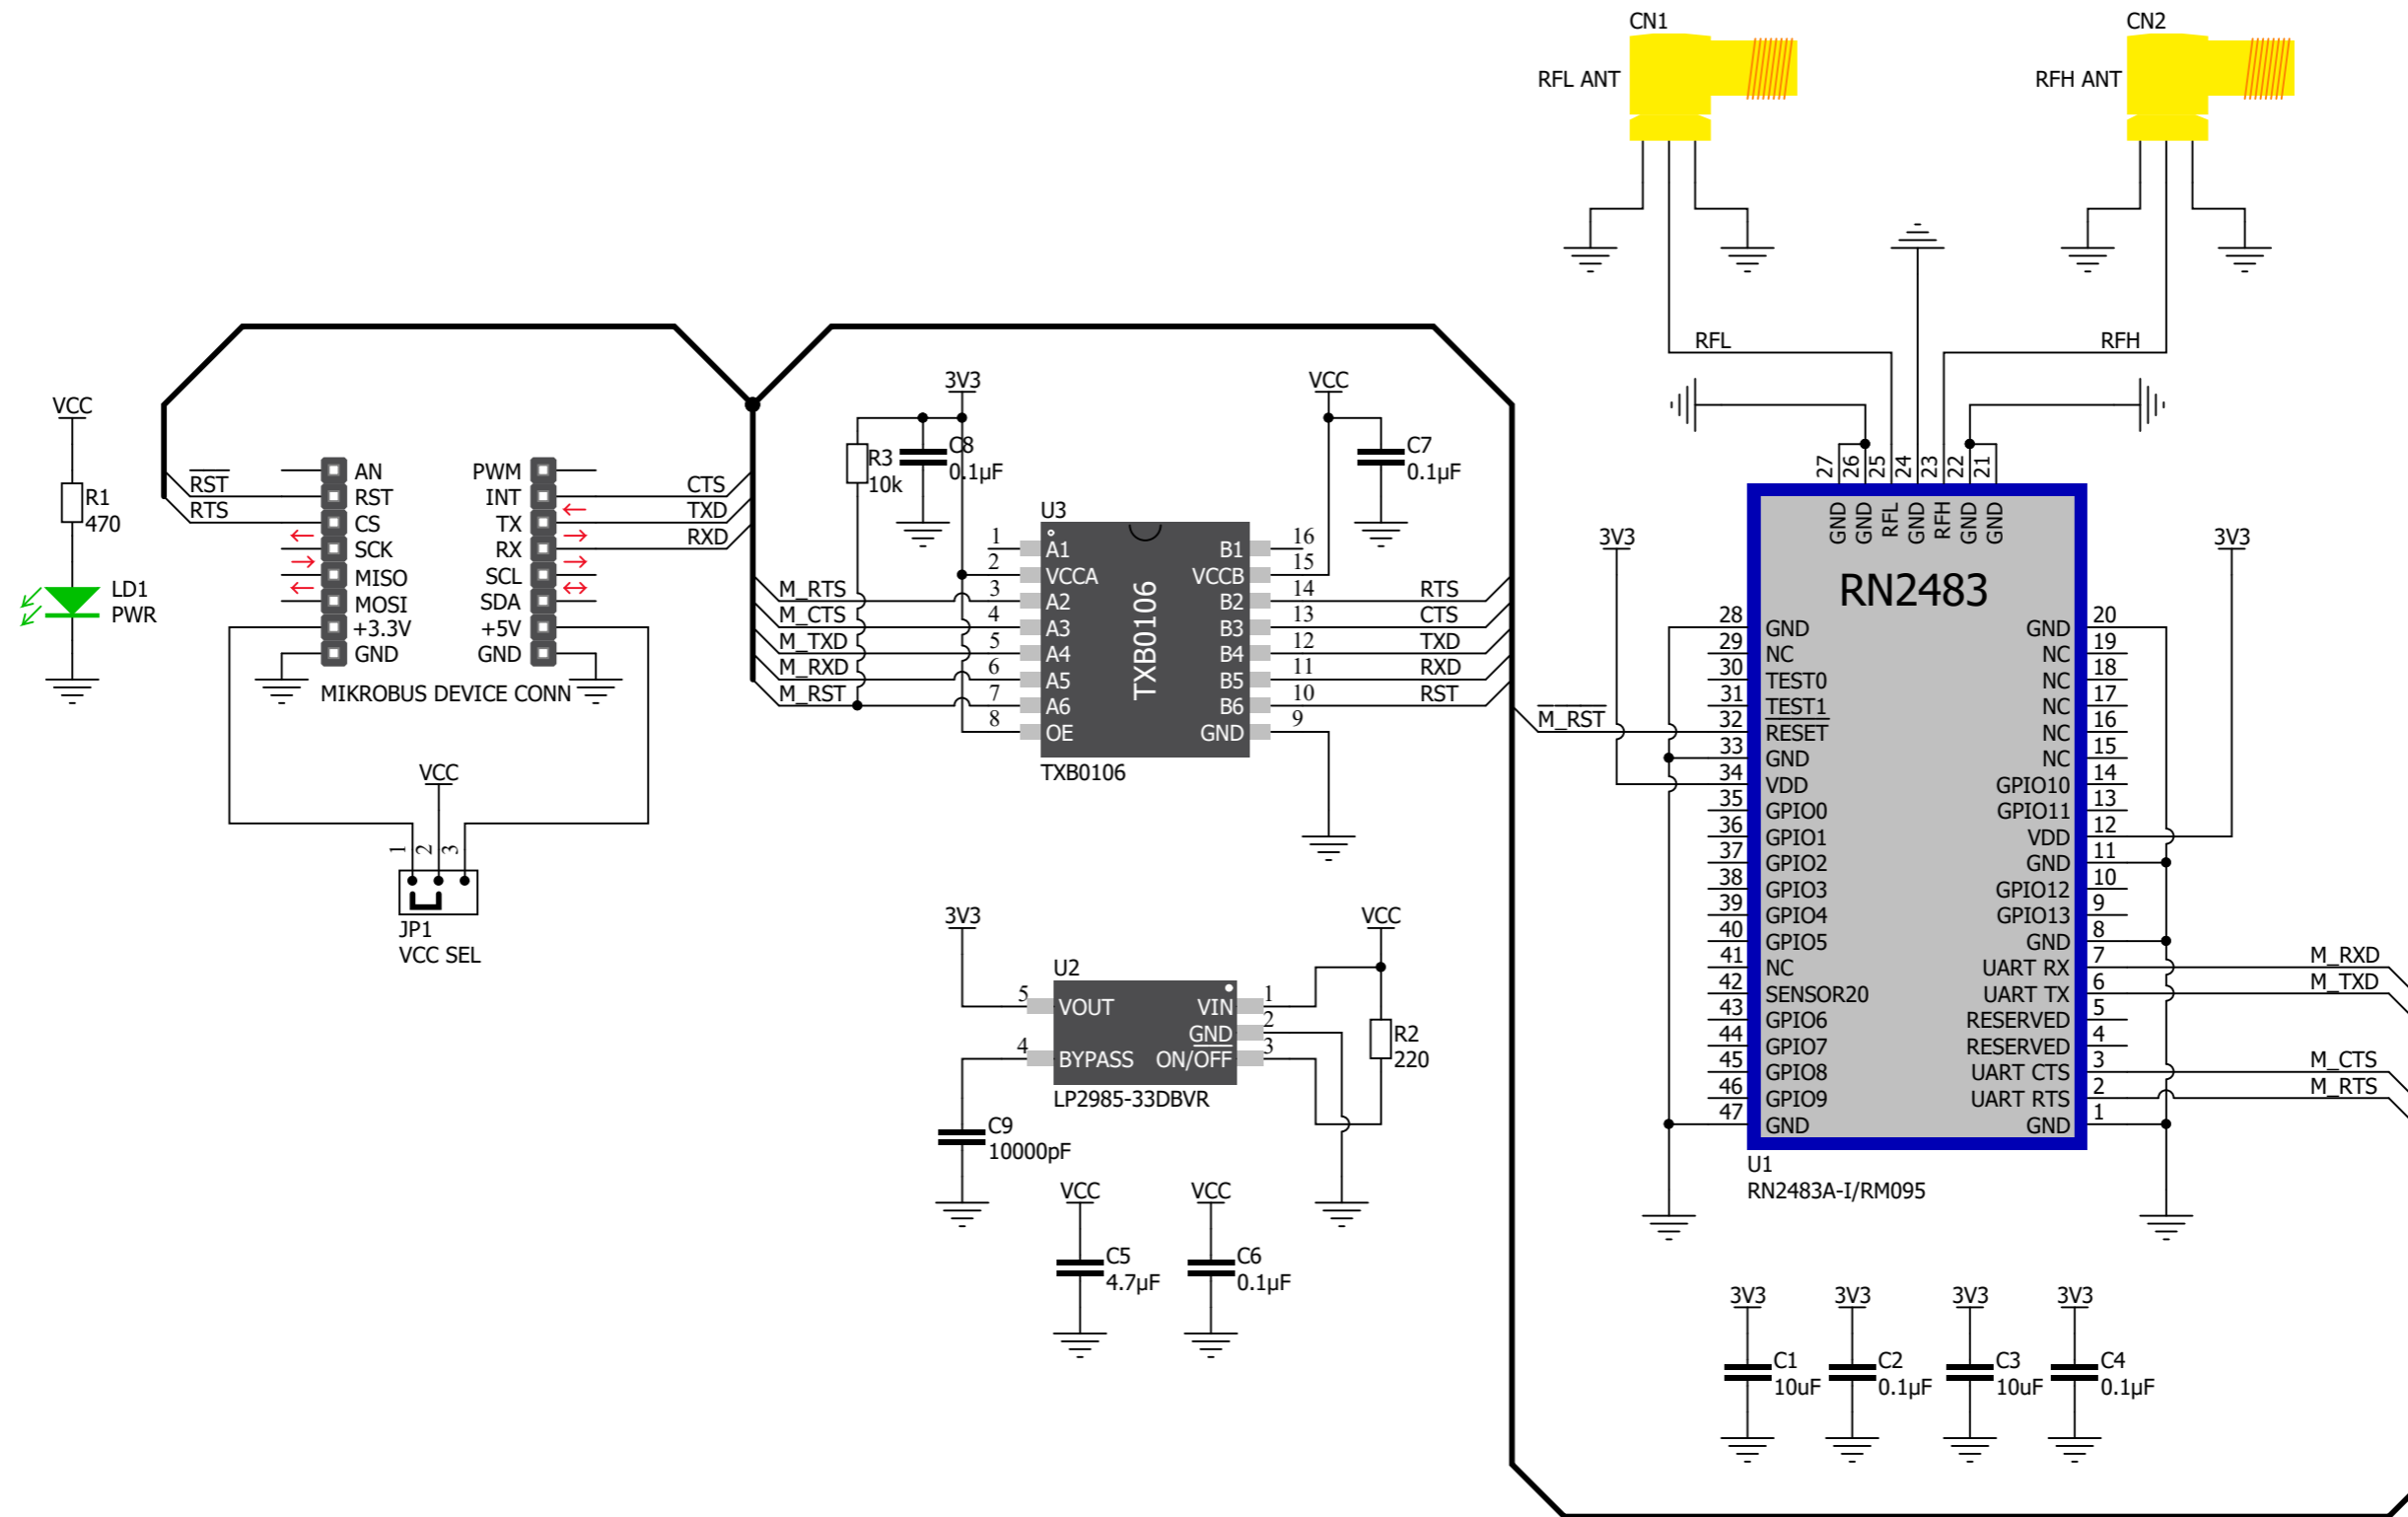 CN1
RFL ANT
CN2
RFH ANT
RFL
RFH
VCC
R1
470
LD1
PWR
RST
RTS
AN
RST
CS
SCK
MISO
MOSI
+3.3V
GND
PWM
INT
TX
RX
SCL
SDA
+5V
GND
CTS
TXD
RXD
MIKROBUS DEVICE CONN
VCC
1
2
3
JP1
VCC SEL
3V3
R3
10k
C8
0.1µF
VCC
C7
0.1µF
U3
TXB0106
M_RTS
M_CTS
M_TXD
M_RXD
M_RST
1 A1
2 VCCA
3 A2
4 A3
5 A4
6 A5
7 A6
8 OE
B1 16
VCCB 15
B2 14
B3 13
B4 12
B5 11
B6 10
GND 9
RTS
CTS
TXD
RXD
RST
TXB0106
3V3
VCC
U2
5 VOUT
4 BYPASS
VIN 1
GND 2
ON/OFF 3
R2
220
LP2985-33DBVR
C9
10000pF
VCC
C5
4.7µF
VCC
C6
0.1µF
3V3
3V3
M_RST
27 GND
26 GND
25 RFL
24 GND
23 RFH
22 GND
21 GND
RN2483
28 GND
29 NC
30 TEST0
31 TEST1
32 RESET
33 GND
34 VDD
35 GPIO0
36 GPIO1
37 GPIO2
38 GPIO3
39 GPIO4
40 GPIO5
41 NC
42 SENSOR20
43 GPIO6
44 GPIO7
45 GPIO8
46 GPIO9
47 GND
GND 20
NC 19
NC 18
NC 17
NC 16
NC 15
GPIO10 14
GPIO11 13
VDD 12
GND 11
GPIO12 10
GPIO13 9
GND 8
UART RX 7
UART TX 6
RESERVED 5
RESERVED 4
UART CTS 3
UART RTS 2
GND 1
M_RXD
M_TXD
M_CTS
M_RTS
U1
RN2483A-I/RM095
3V3
C1
10uF
3V3
C2
0.1µF
3V3
C3
10uF
3V3
C4
0.1µF